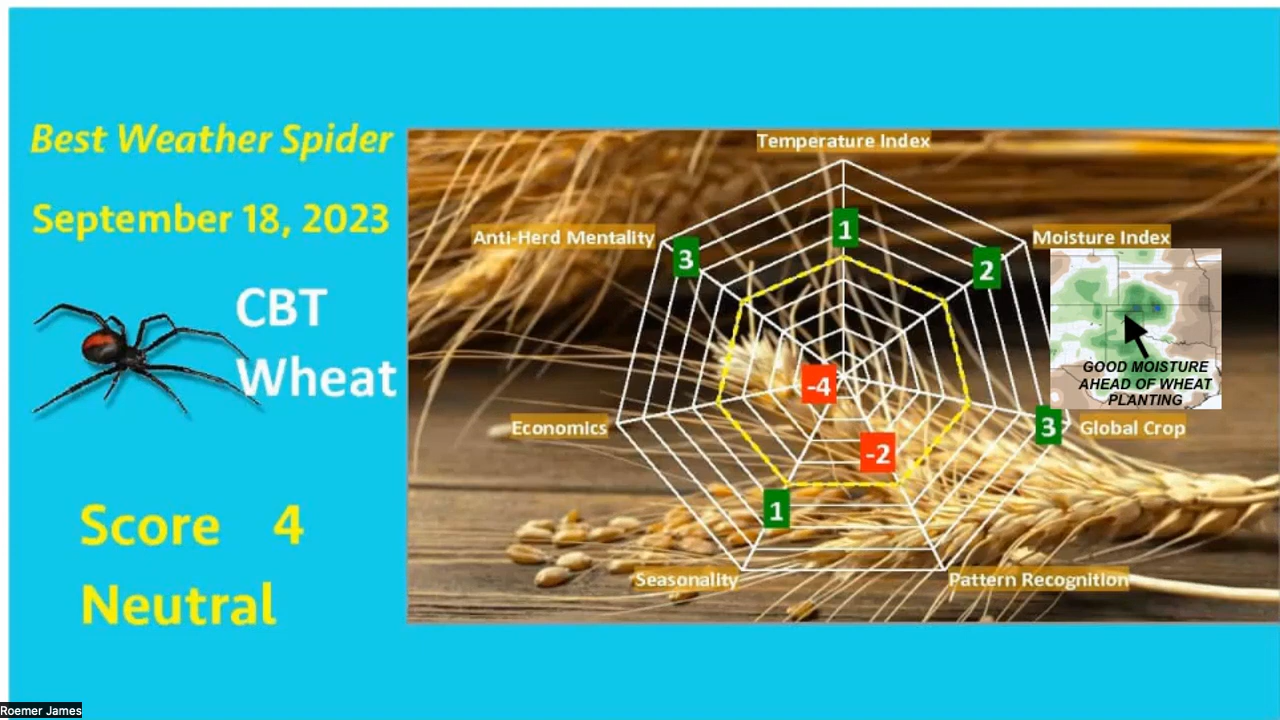 Best Weather Spider
September 18, 2023
CBT
Wheat
Score 4
Neutral
Temperature Index
Anti-Herd Mentality
Moisture Index
1
3
2
GOOD MOISTURE
AHEAD OF WHEAT
PLANTING
-4
Economics
3
Global Crop
-2
1
Seasonality
Pattern Recognition
Roemer James